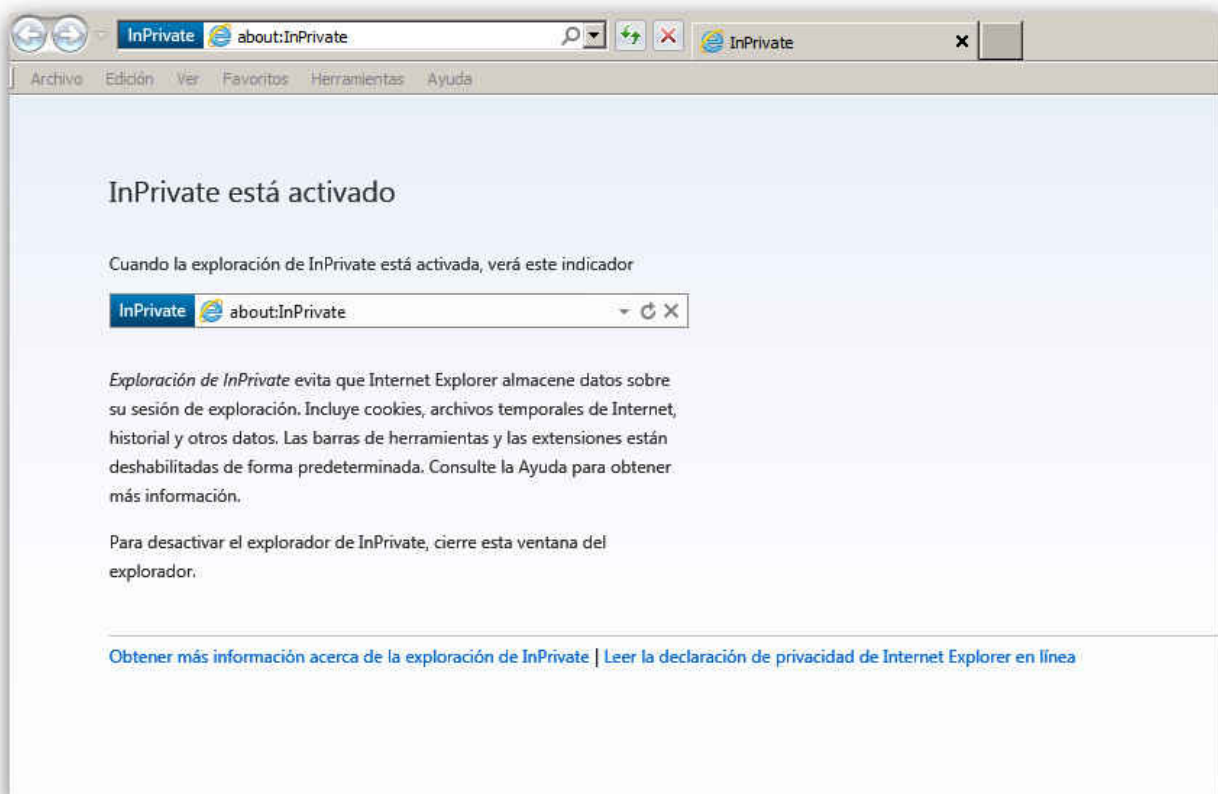 InPrivate about:InPrivate InPrivate
Archivo Edición Ver Favoritos Herramientas Ayuda
InPrivate está activado
Cuando la exploración de InPrivate está activada, verá este indicador
InPrivate about:InPrivate
Exploración de InPrivate evita que Internet Explorer almacene datos sobre
su sesión de exploración. Incluye cookies, archivos temporales de Internet,
historial y otros datos. Las barras de herramientas y las extensiones están
deshabilitadas de forma predeterminada. Consulte la Ayuda para obtener
más información.
Para desactivar el explorador de InPrivate, cierre esta ventana del
explorador.
Obtener más información acerca de la exploración de InPrivate | Leer la declaración de privacidad de Internet Explorer en línea